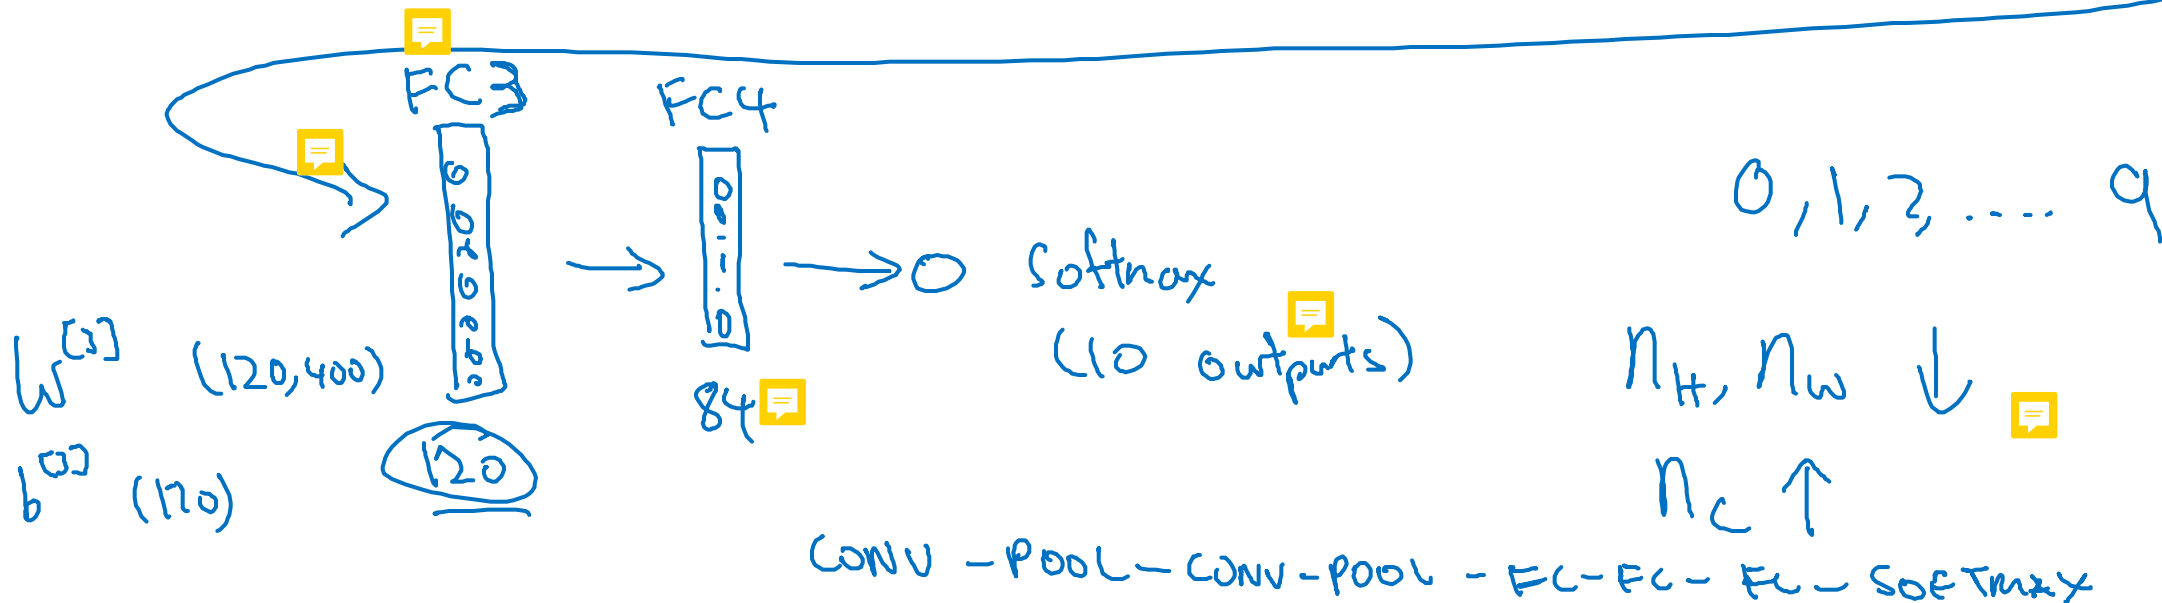 FC3
FC4
0, 1, 2, ..... 9
Softmax
(10 outputs)
W[3] (120,400)
nH, nW ↓
84
b[3] (120)
120
nC ↑
CONV - POOL - CONV - POOL - FC - FC - FC - SOFTMAX